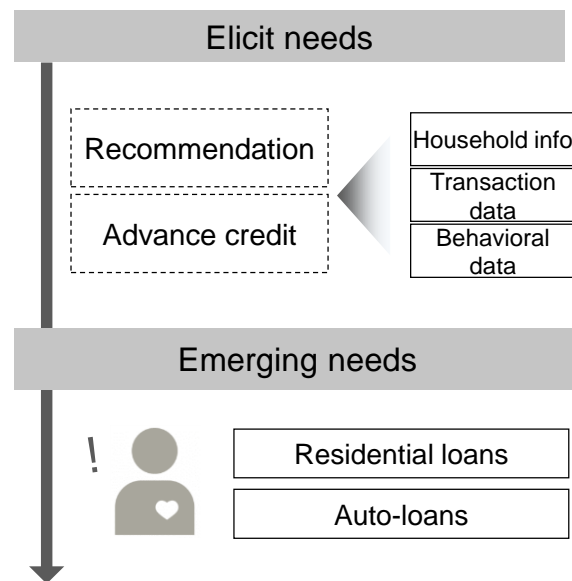 Elicit needs
Recommendation
Advance credit
Household info
Transaction
data
Behavioral
data
Emerging needs
!
Residential loans
Auto-loans